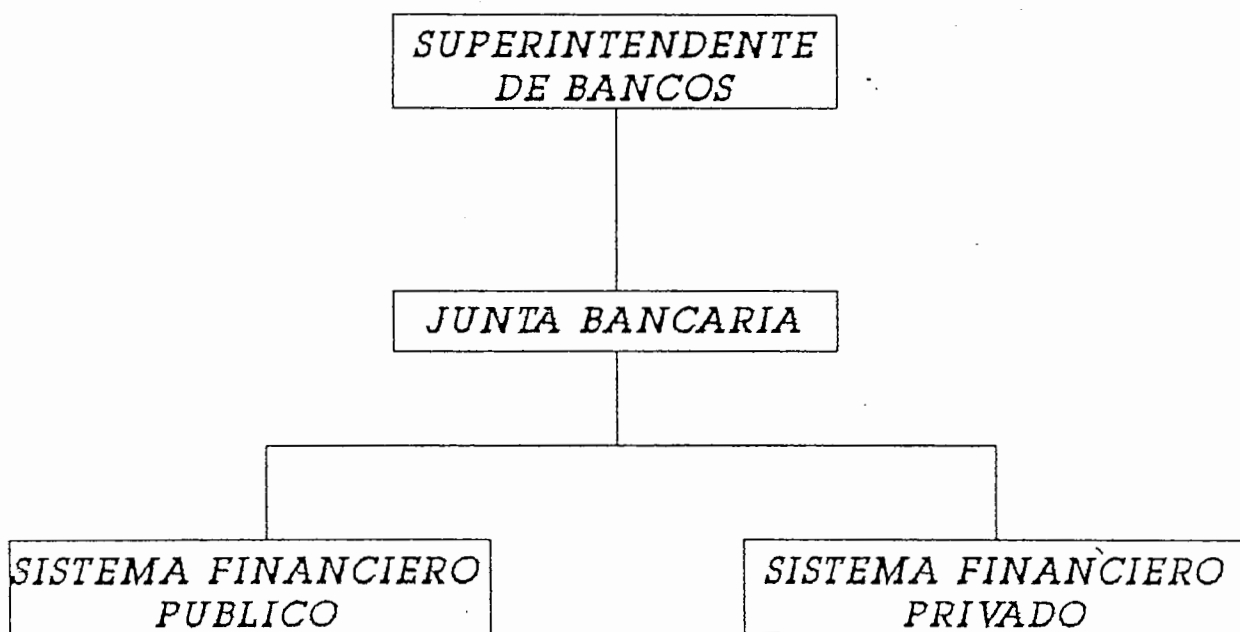 SUPERINTENDENTE
DE BANCOS
JUNTA BANCARIA
SISTEMA FINANCIERO
PUBLICO
SISTEMA FINANCIERO
PRIVADO